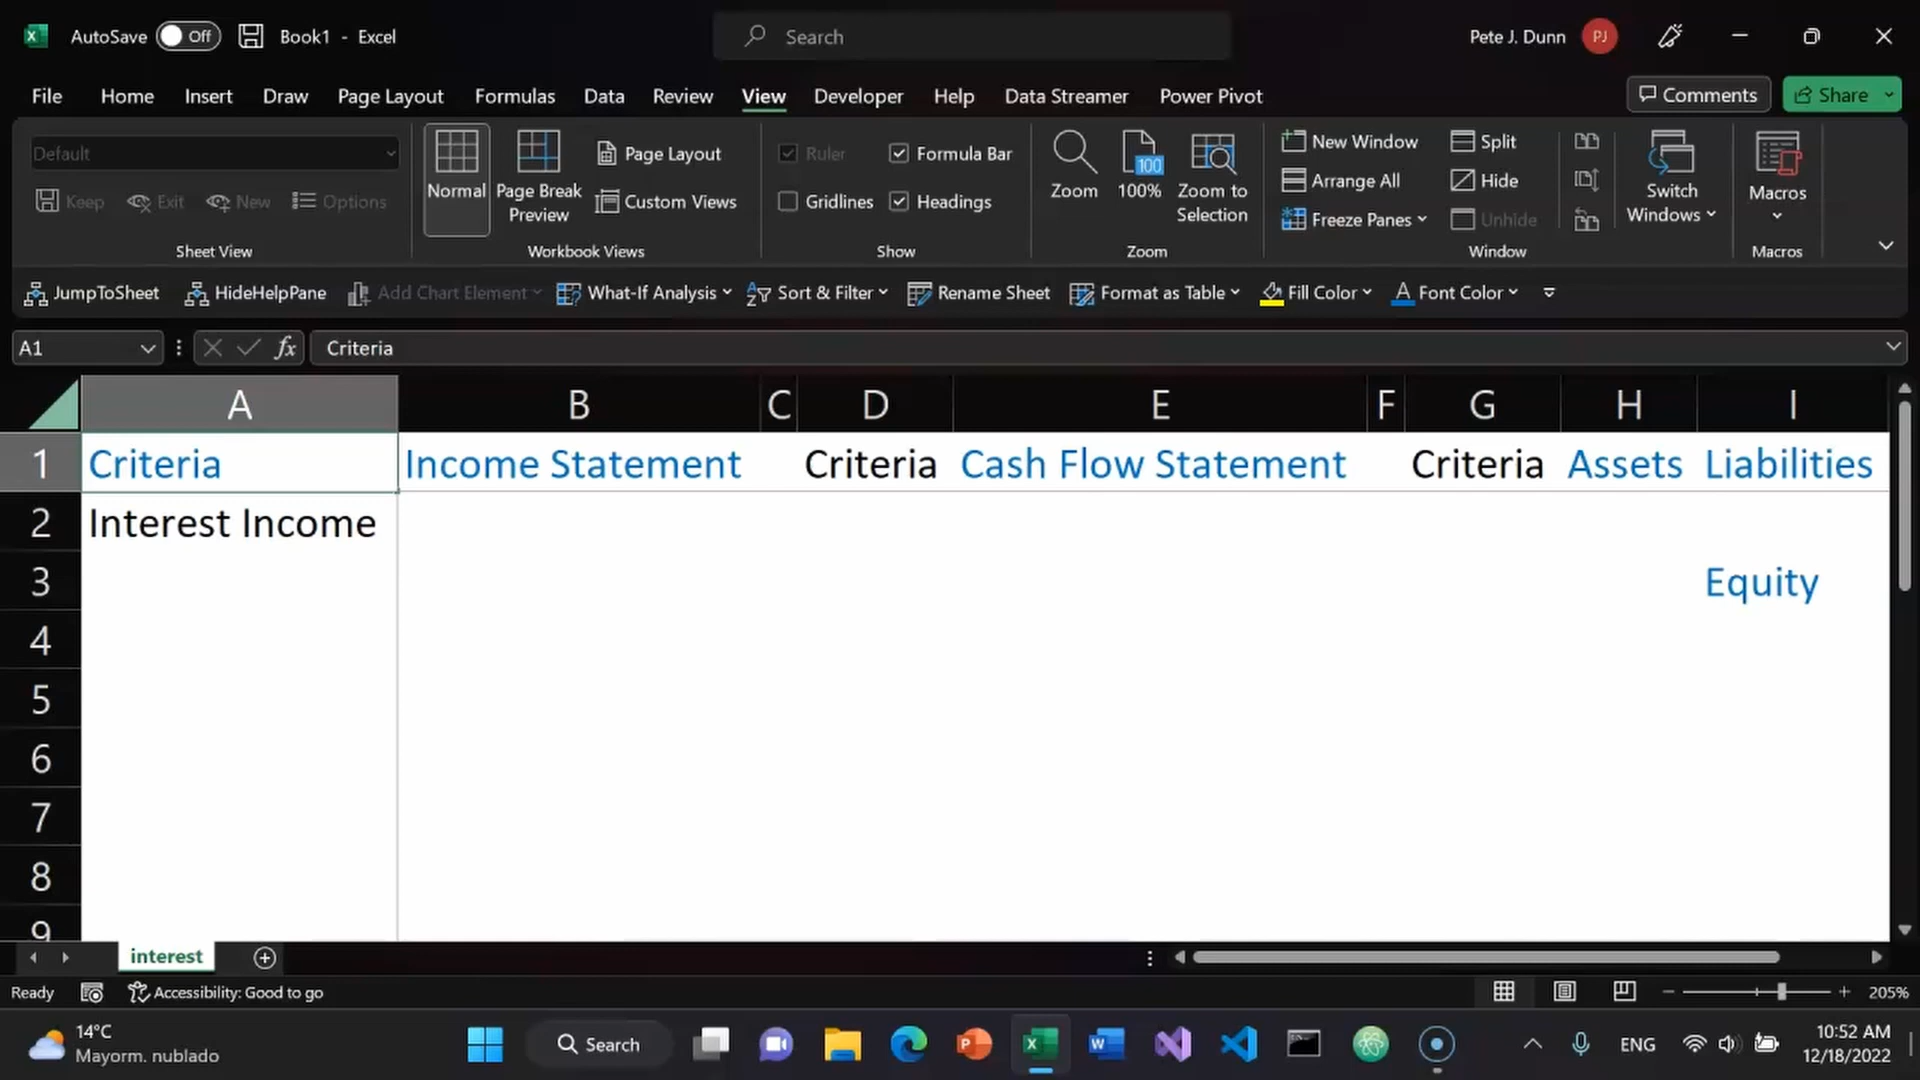 AutoSave Off Book1 - Excel Search Pete J. Dunn PJ
File Home Insert Draw Page Layout Formulas Data Review View Developer Help Data Streamer Power Pivot Comments Share
Default
Keep Exit New Options
Sheet View
Normal
Page Break Preview
Page Layout
Custom Views
Workbook Views
Ruler Formula Bar
Gridlines Headings
Show
Zoom
100
100%
Zoom to Selection
Zoom
New Window
Arrange All
Freeze Panes
Split
Hide
Unhide
Switch Windows
Window
Macros
Macros
JumpToSheet HideHelpPane Add Chart Element What-If Analysis Sort & Filter Rename Sheet Format as Table Fill Color Font Color
A1 fx Criteria
A B C D E F G H I
1 Criteria Income Statement Criteria Cash Flow Statement Criteria Assets Liabilities
2 Interest Income
3 Equity
4
5
6
7
8
9
interest
Ready Accessibility: Good to go 205%
14°C
Mayorm. nublado
Search
ENG
10:52 AM
12/18/2022